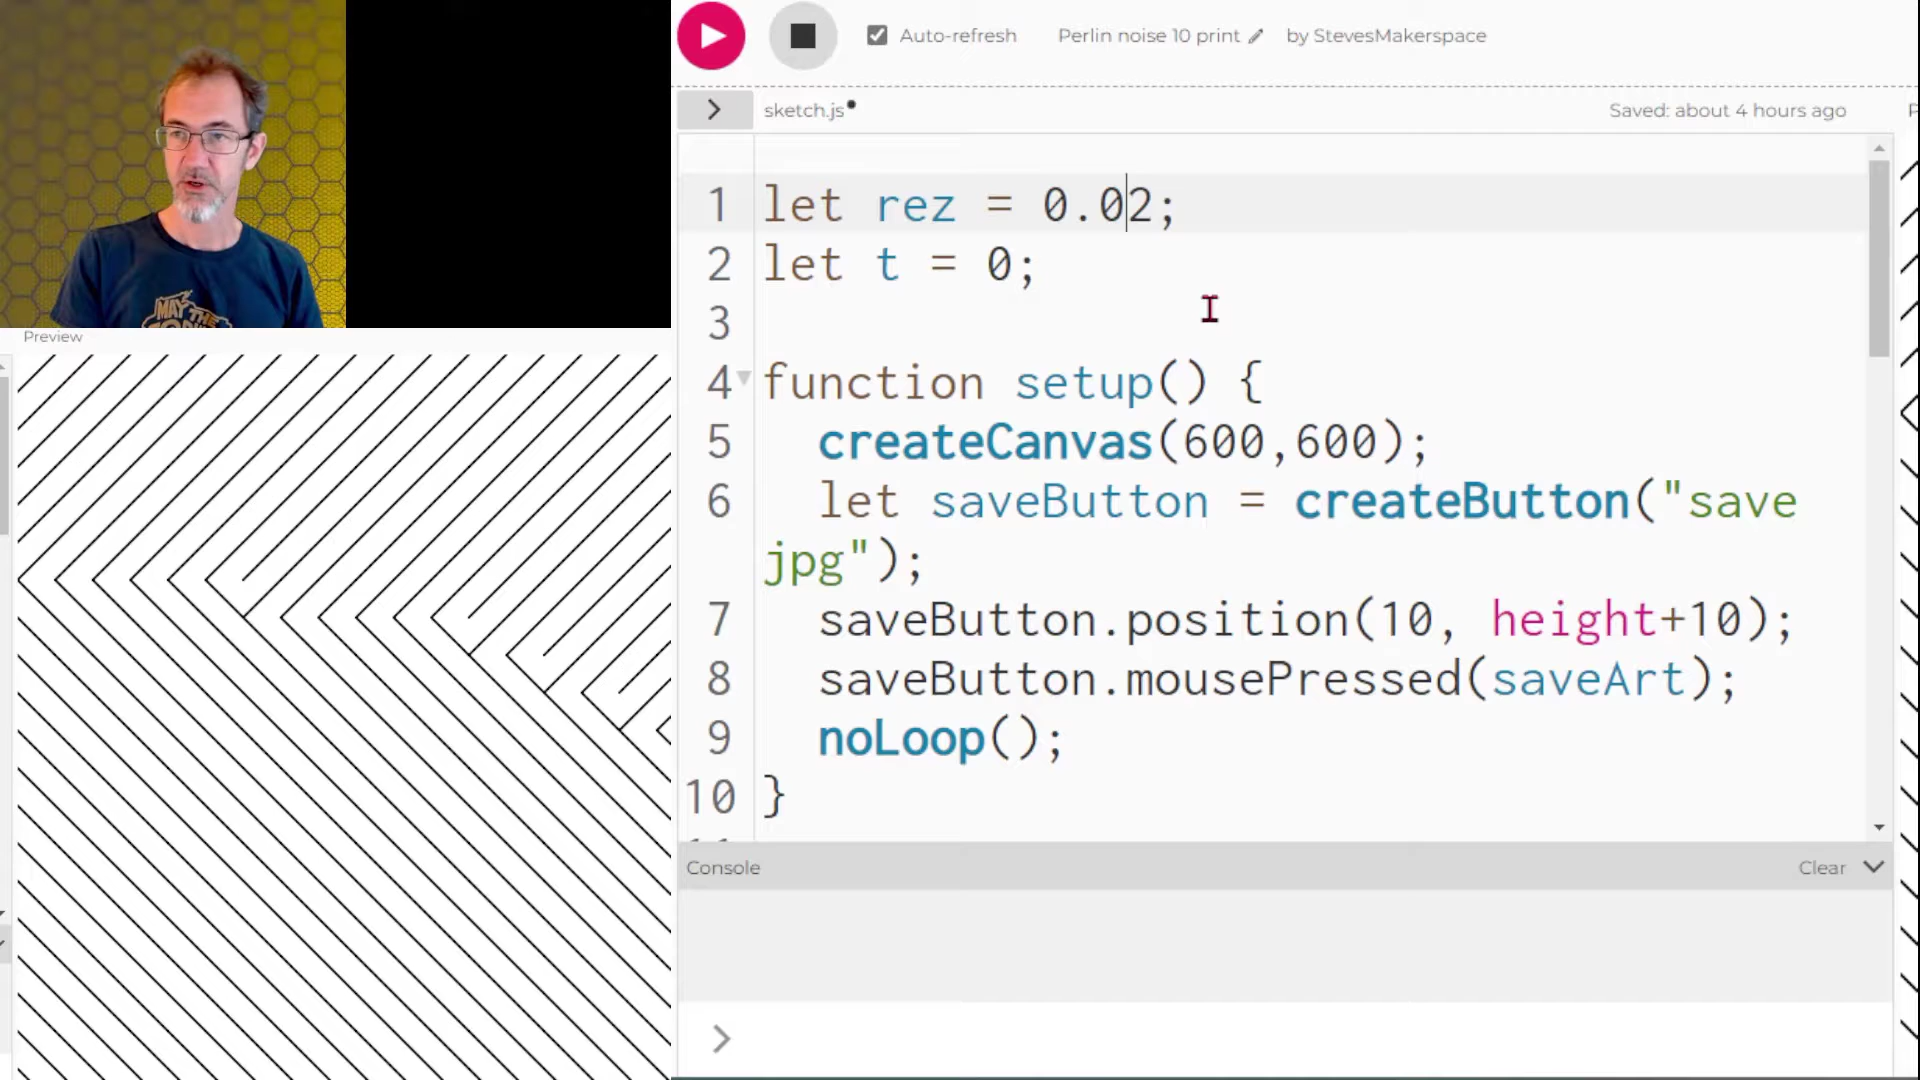 Auto-refresh
Perlin noise 10 print
by StevesMakerspace
sketch.js
Saved: about 4 hours ago
MAY THE
Preview
1 let rez = 0.02;
2 let t = 0;
3
4 function setup() {
5 createCanvas(600,600);
6 let saveButton = createButton("save
jpg");
7 saveButton.position(10, height+10);
8 saveButton.mousePressed(saveArt);
9 noLoop();
10 }
Console
Clear